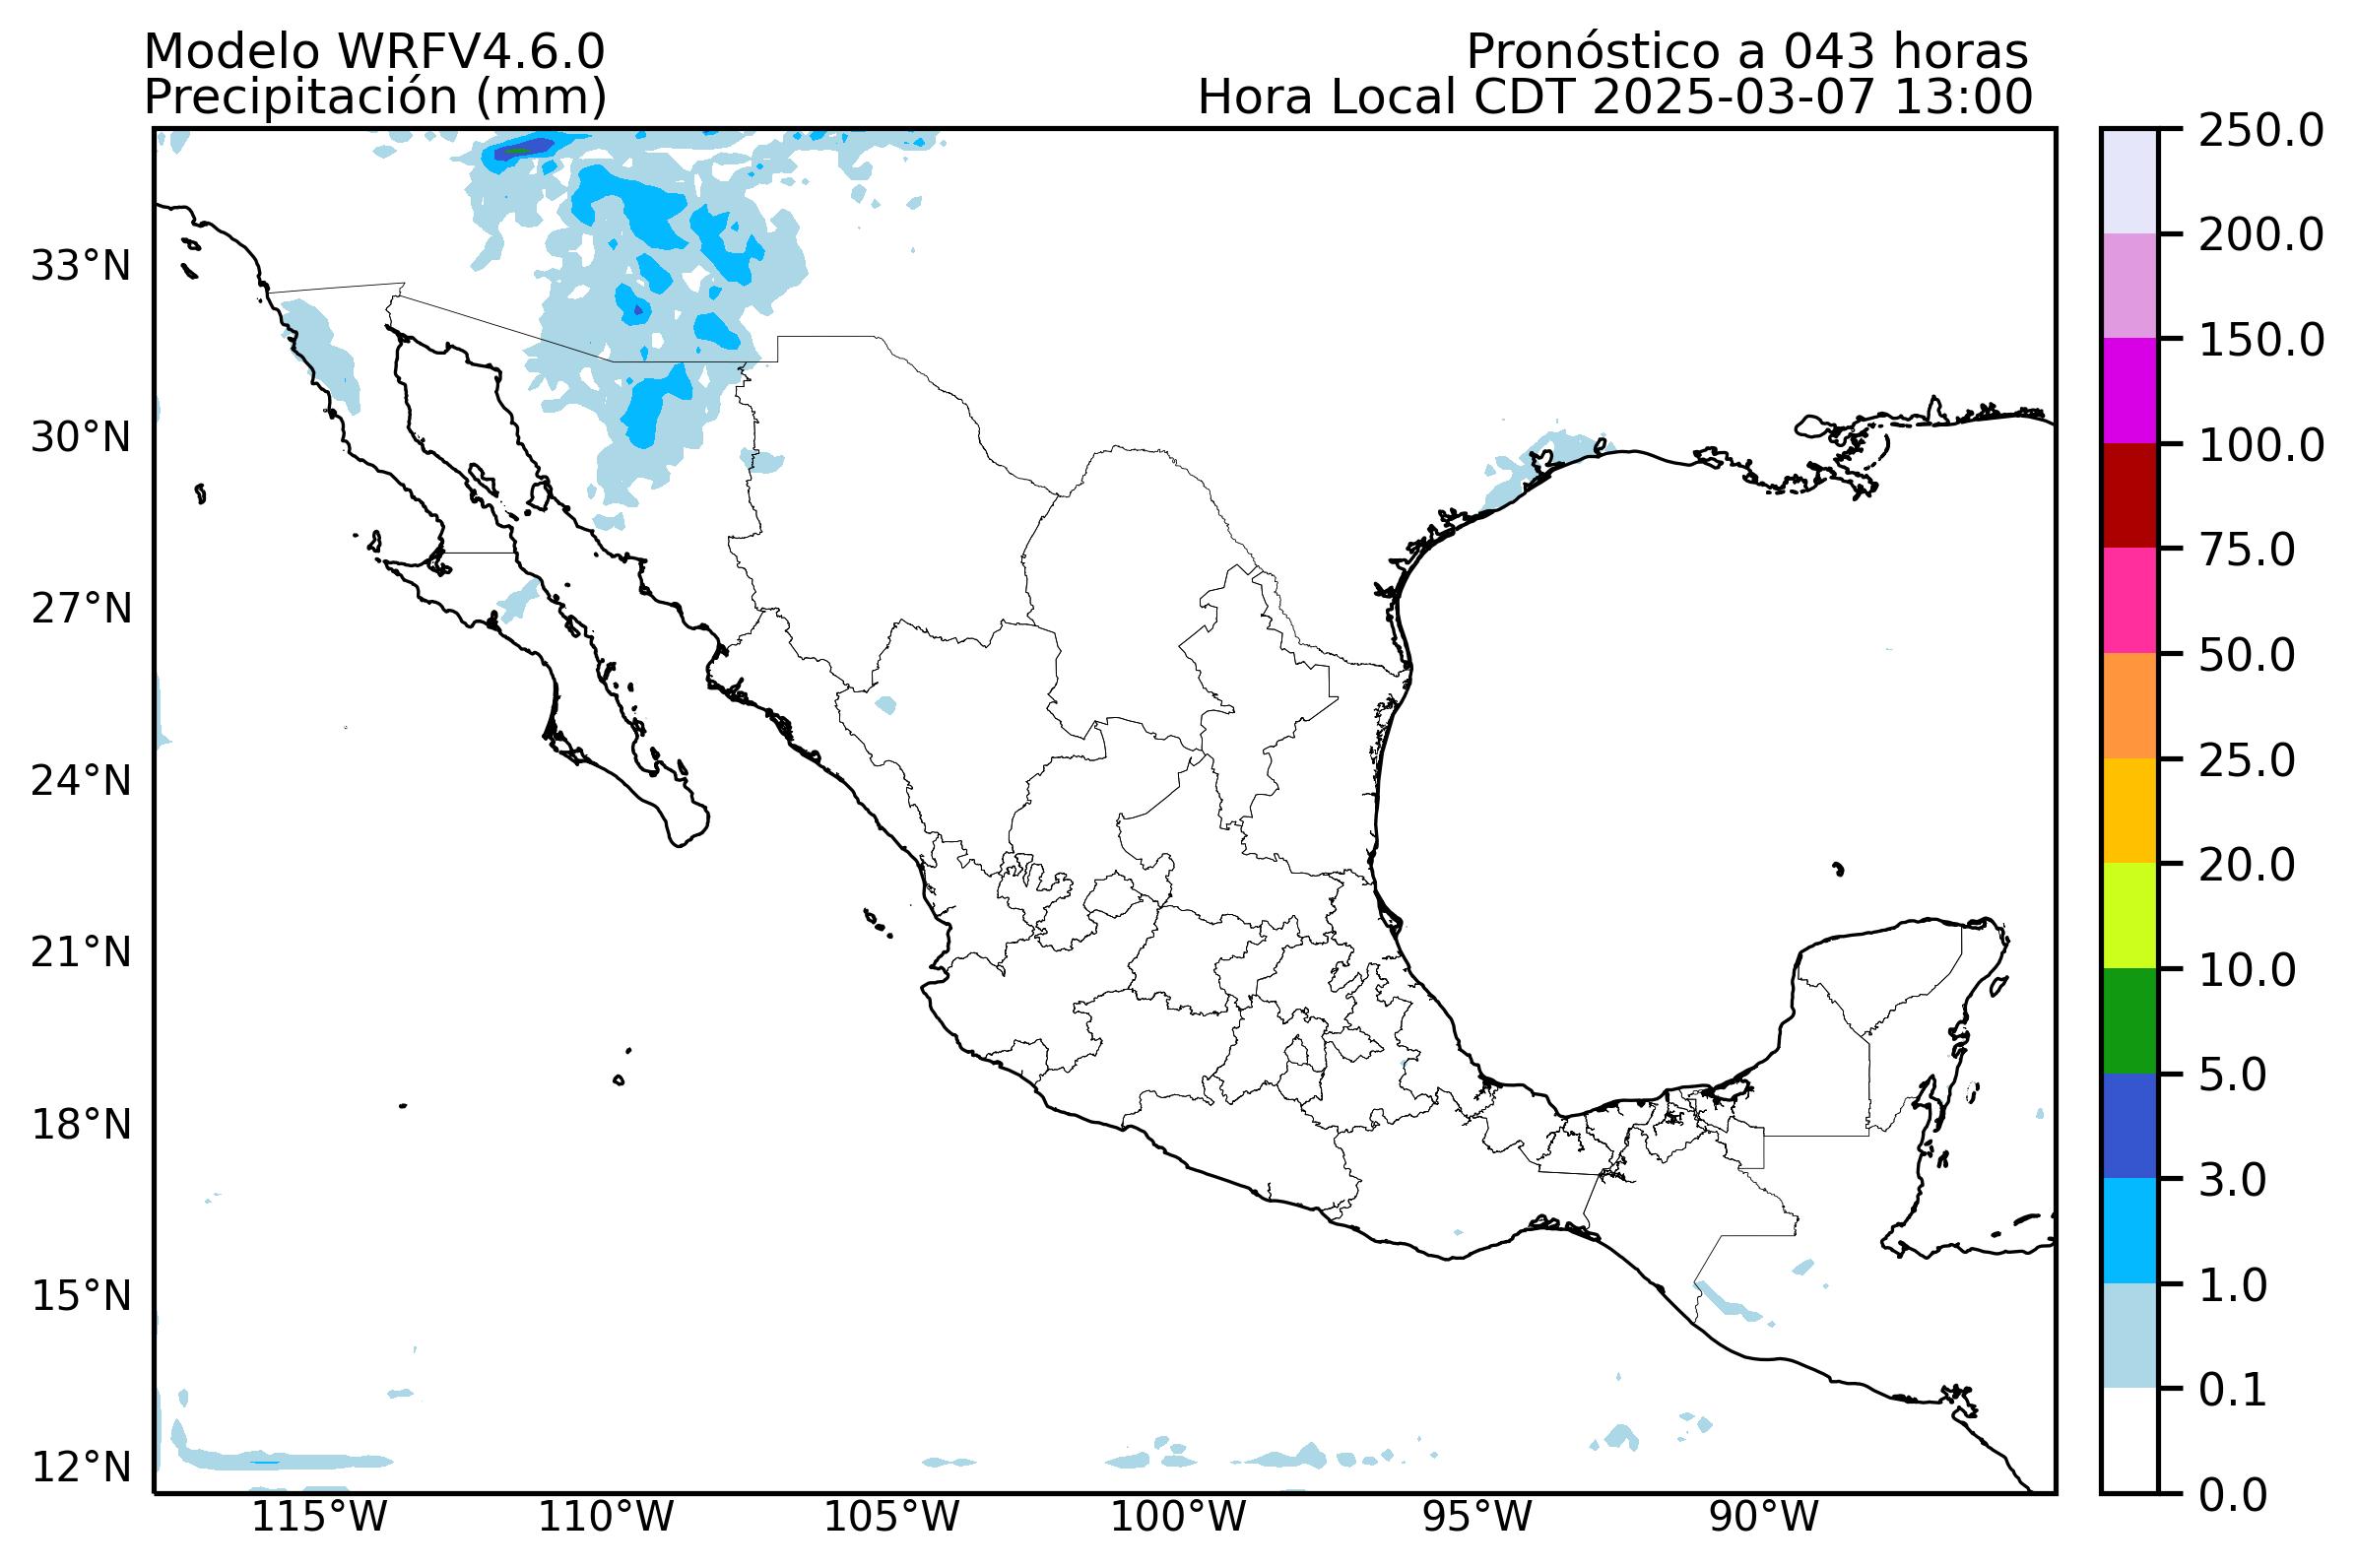 Modelo WRFV4.6.0
Pronóstico a 043 horas
Precipitación (mm)
Hora Local CDT 2025-03-07 13:00
250.0
200.0
150.0
100.0
75.0
50.0
25.0
20.0
10.0
5.0
3.0
1.0
0.1
0.0
33°N
30°N
27°N
24°N
21°N
18°N
15°N
12°N
115°W
110°W
105°W
100°W
95°W
90°W